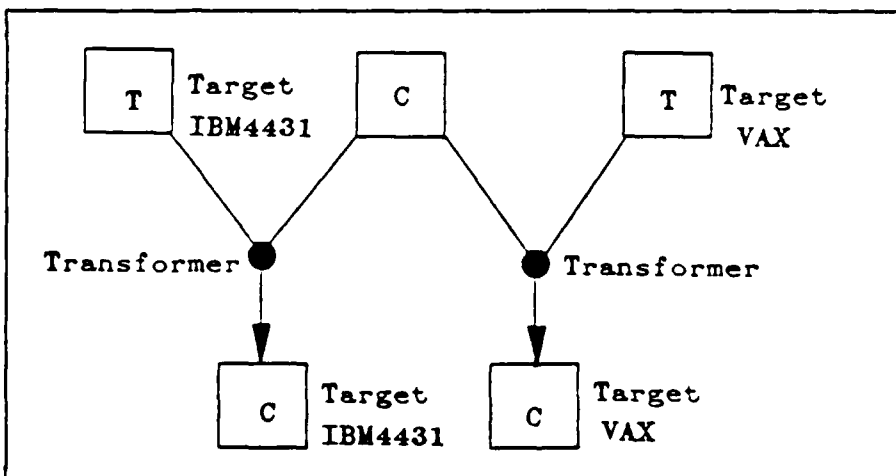 T
Target
IBM4431
C
T
Target
VAX
Transformer
Transformer
C
Target
IBM4431
C
Target
VAX